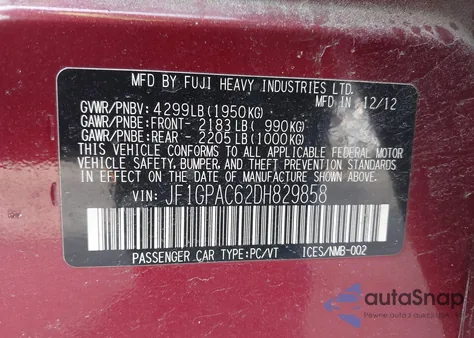 MFD BY FUJI HEAVY INDUSTRIES LTD.
IN 12/12
GVWR/PNBV: 4299LB(1950KG)
GAWR/PNBE:FRONT- 2183LB( 990KG)
GAWR/PNBE:REAR - 2205LB(1000KG)
THIS VEHICLE CONFORMS TO ALL APPLICABLE FEDERAL MOTOR
VEHICLE SAFETY, BUMPER, AND THEFT PREVENTION STANDARDS
IN EFFECT ON THE DATE OF MANUFACTURE SHOWN ABOVE.
VIN: JF1GPAC62DH829858
PASSENGER CAR TYPE:PC/VT ICES/NMB-002
autoSnap
Pewne auta z aukcji